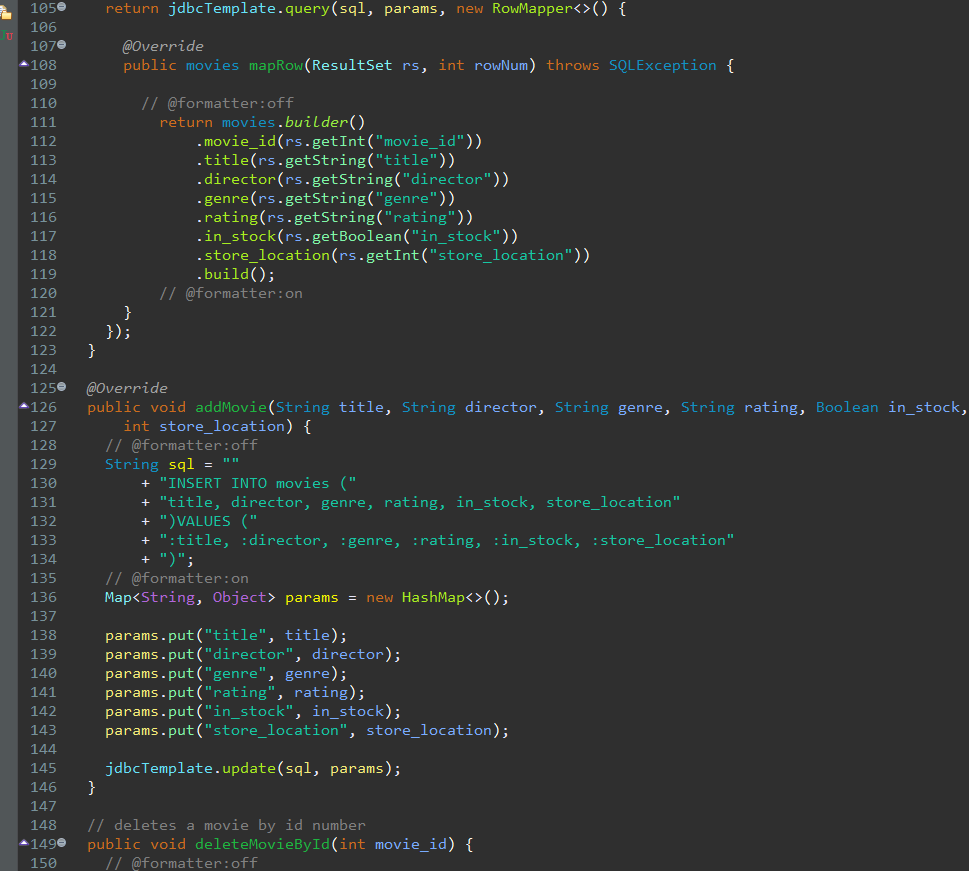 105 return jdbcTemplate.query(sql, params, new RowMapper<>() {
106
107 @Override
108 public movies mapRow(ResultSet rs, int rowNum) throws SQLException {
109
110 // @formatter:off
111 return movies.builder()
112 .movie_id(rs.getInt("movie_id"))
113 .title(rs.getString("title"))
114 .director(rs.getString("director"))
115 .genre(rs.getString("genre"))
116 .rating(rs.getString("rating"))
117 .in_stock(rs.getBoolean("in_stock"))
118 .store_location(rs.getInt("store_location"))
119 .build();
120 // @formatter:on
121 }
122 });
123 }
124
125 @Override
126 public void addMovie(String title, String director, String genre, String rating, Boolean in_stock,
127 int store_location) {
128 // @formatter:off
129 String sql = ""
130 + "INSERT INTO movies ("
131 + "title, director, genre, rating, in_stock, store_location"
132 + ")VALUES ("
133 + ":title, :director, :genre, :rating, :in_stock, :store_location"
134 + ")";
135 // @formatter:on
136 Map<String, Object> params = new HashMap<>();
137
138 params.put("title", title);
139 params.put("director", director);
140 params.put("genre", genre);
141 params.put("rating", rating);
142 params.put("in_stock", in_stock);
143 params.put("store_location", store_location);
144
145 jdbcTemplate.update(sql, params);
146 }
147
148 // deletes a movie by id number
149 public void deleteMovieById(int movie_id) {
150 // @formatter:off